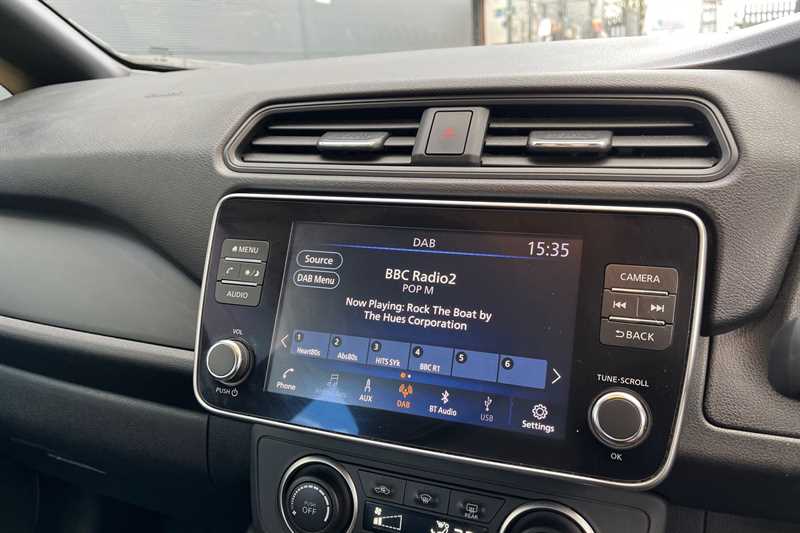 DAB
15:35
MENU
Source
BBC Radio2
POP M
CAMERA
DAB Menu
Now Playing: Rock The Boat by
The Hues Corporation
AUDIO
BACK
VOL
1 Heart80s 2 Abs80s 3 HITS SYk 4 BBC R1 5 6
PUSH
Phone AUX DAB BT Audio USB Settings
TUNE-SCROLL
OK
PUSH
OFF
REAR